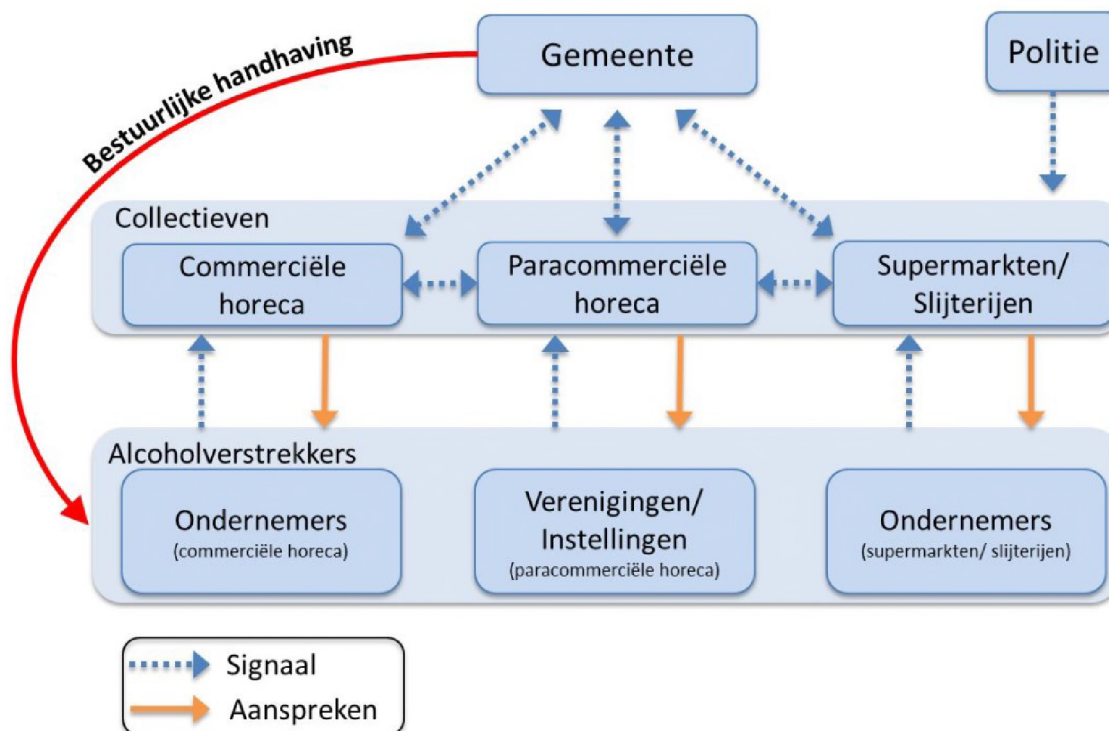 Bestuurlijke handhaving
Gemeente
Politie
Collectieven
Commerciële
horeca
Paracommerciële
horeca
Supermarkten/
Slijterijen
Alcoholverstrekkers
Ondernemers
(commerciële horeca)
Verenigingen/
Instellingen
(paracommerciële horeca)
Ondernemers
(supermarkten/ slijterijen)
Signaal
Aanspreken